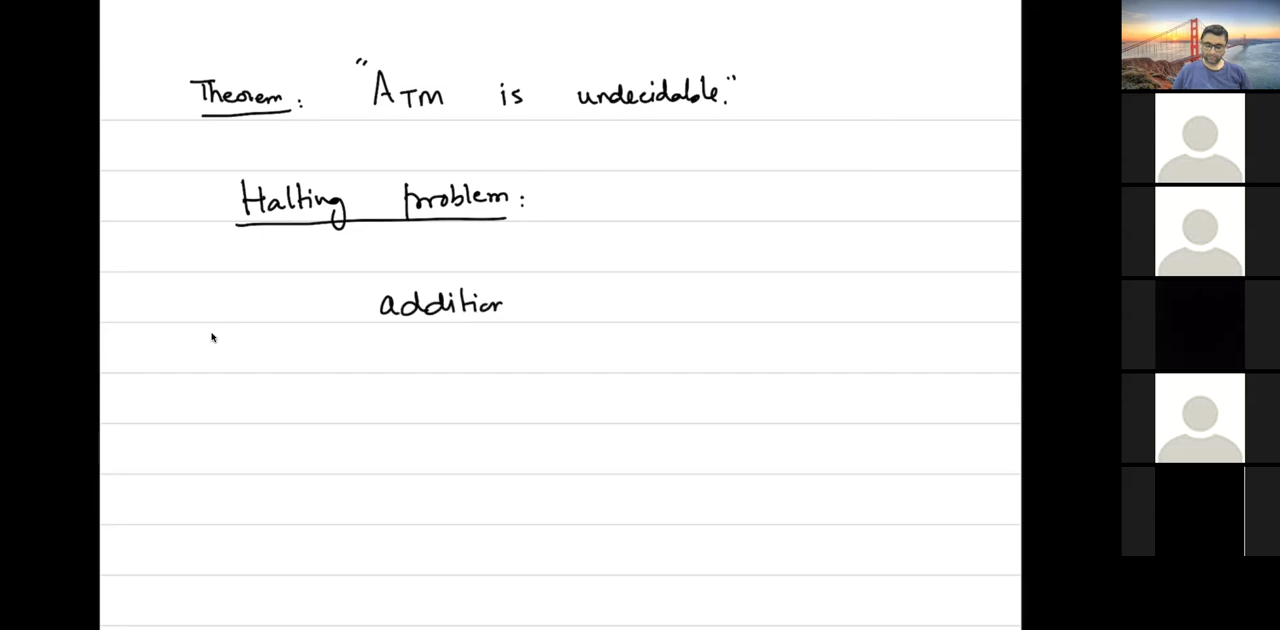 Theorem: "ATM is undecidable."
Halting problem:
addition